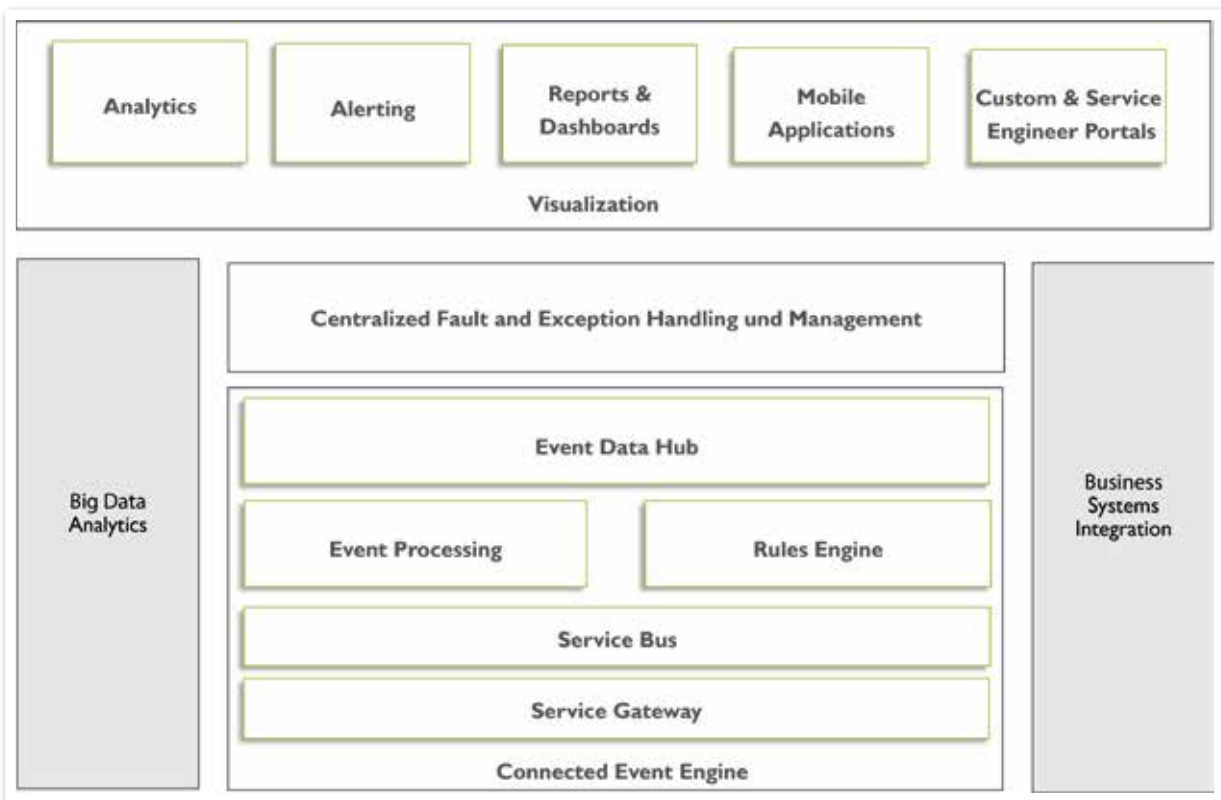 Analytics
Alerting
Reports &
Dashboards
Mobile
Applications
Custom & Service
Engineer Portals
Visualization
Big Data
Analytics
Centralized Fault and Exception Handling und Management
Event Data Hub
Event Processing
Rules Engine
Service Bus
Service Gateway
Connected Event Engine
Business
Systems
Integration